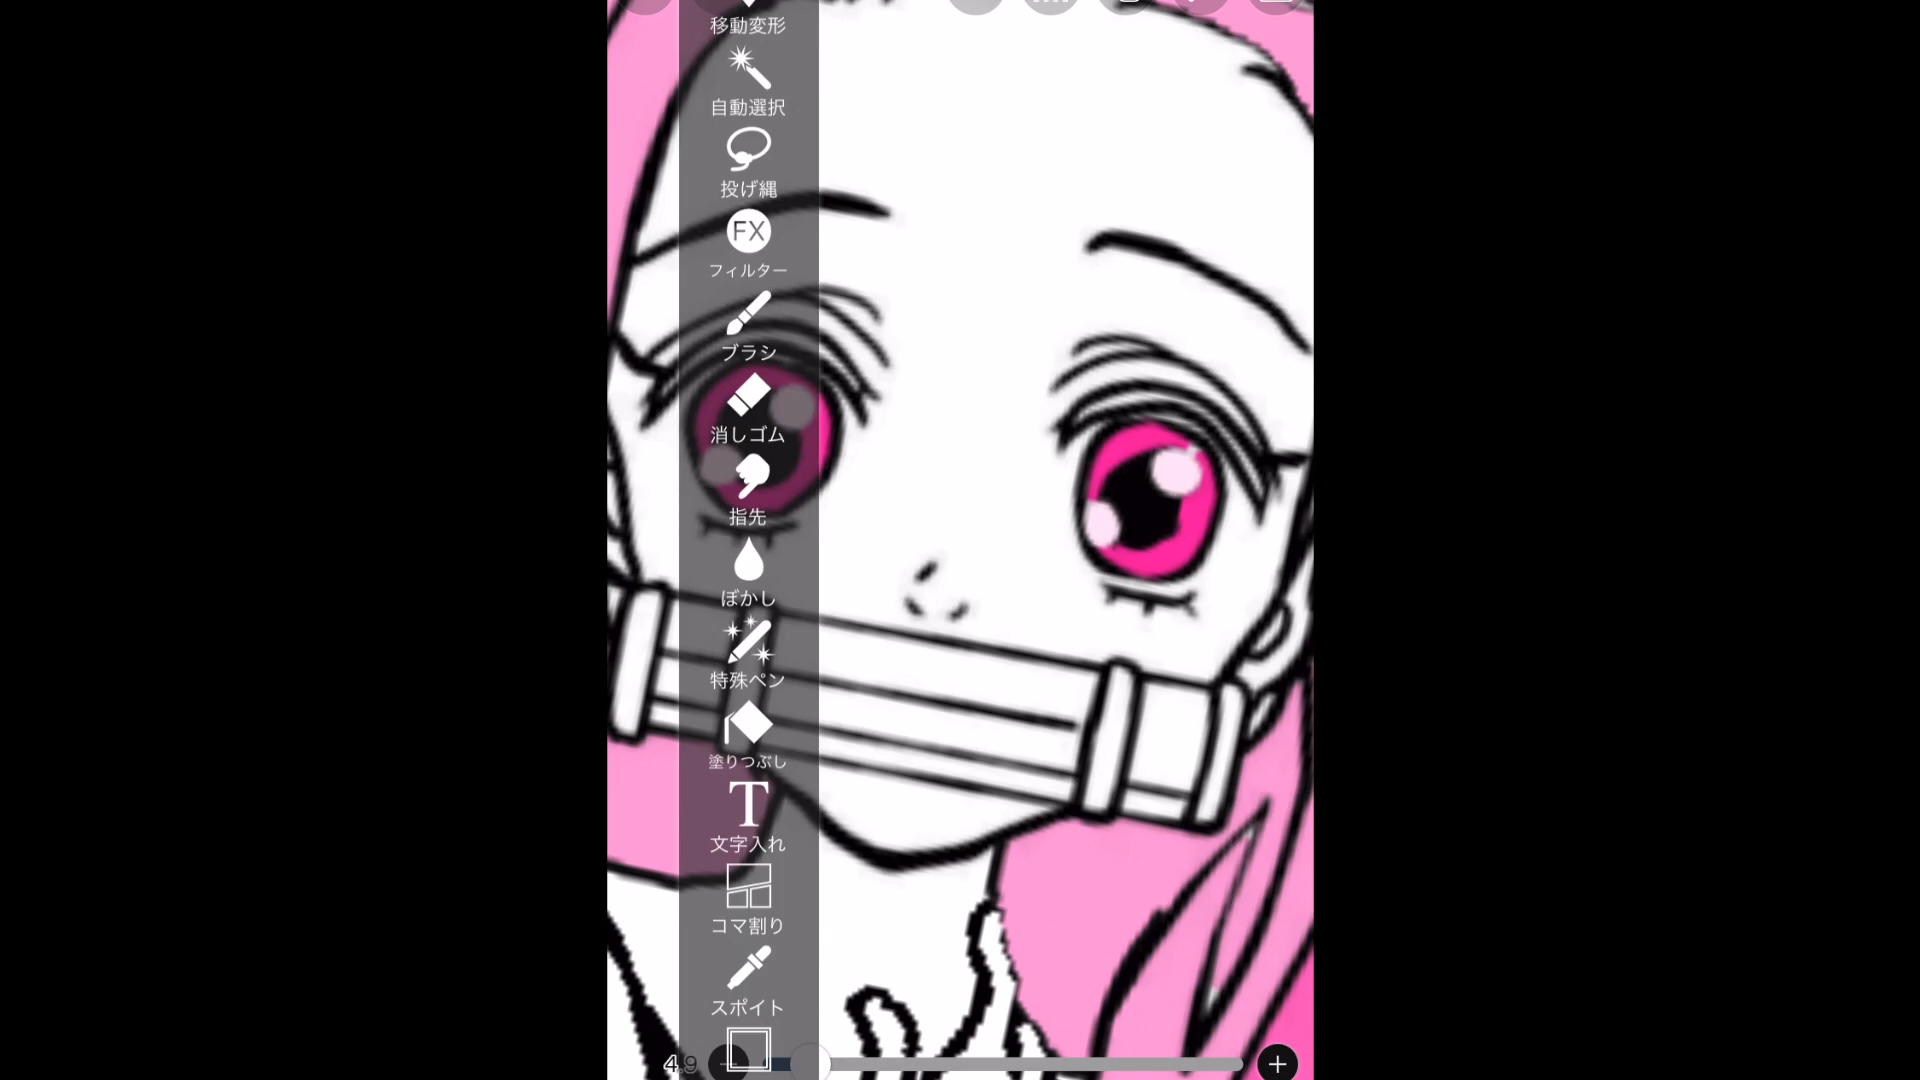 移動変形
自動選択
投げ縄
FX
フィルター
ブラシ
消しゴム
指先
ぼかし
特殊ペン
塗りつぶし
T
文字入れ
コマ割り
スポイト
4.9